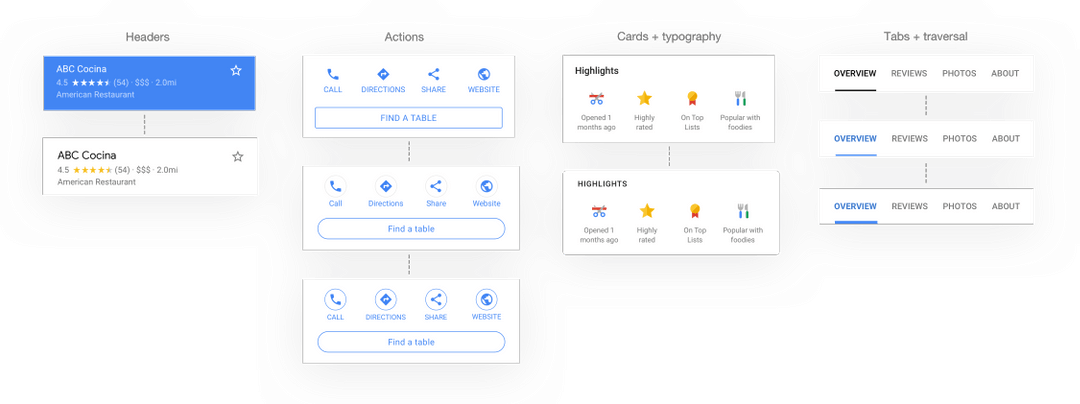 Headers
ABC Cocina
4.5 ★★★★★ (54) · $$$ · 2.0mi
American Restaurant
ABC Cocina
4.5 ★★★★★ (54) · $$$ · 2.0mi
American Restaurant
Actions
CALL DIRECTIONS SHARE WEBSITE
FIND A TABLE
Call Directions Share Website
Find a table
CALL DIRECTIONS SHARE WEBSITE
Find a table
Cards + typography
Highlights
Opened 1 months ago
Highly rated
On Top Lists
Popular with foodies
HIGHLIGHTS
Opened 1 months ago
Highly rated
On Top Lists
Popular with foodies
Tabs + traversal
OVERVIEW REVIEWS PHOTOS ABOUT
OVERVIEW REVIEWS PHOTOS ABOUT
OVERVIEW REVIEWS PHOTOS ABOUT